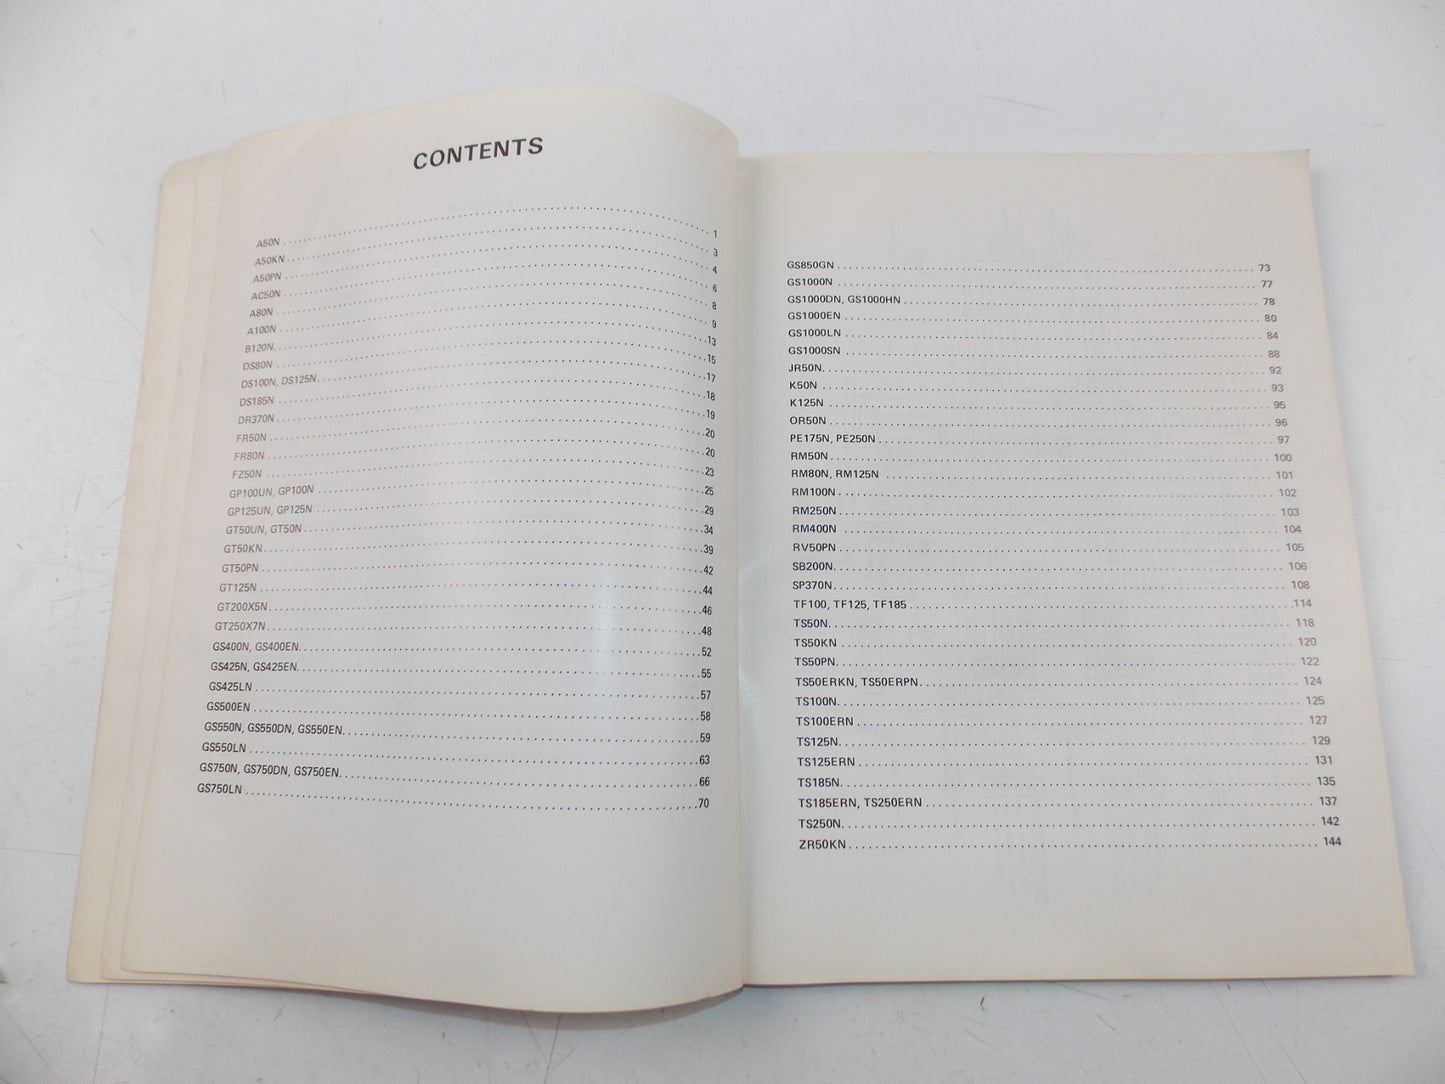 CONTENTS
A50N ........ 1
A50KN ........ 3
A50PN ........ 4
AC50N ........ 6
A80N ........ 8
A100N ........ 9
B120N ........ 13
DS80N ........ 15
DS100N, DS125N ........ 17
DS185N ........ 18
DR370N ........ 19
FR50N ........ 20
FR80N ........ 20
FZ50N ........ 23
GP100UN, GP100N ........ 25
GP125UN, GP125N ........ 29
GT50UN, GT50N ........ 34
GT50KN ........ 39
GT50PN ........ 42
GT125N ........ 44
GT200X5N ........ 46
GT250X7N ........ 48
GS400N, GS400EN ........ 52
GS425N, GS425EN ........ 55
GS425LN ........ 57
GS500EN ........ 58
GS550N, GS550DN, GS550EN ........ 59
GS550LN ........ 63
GS750N, GS750DN, GS750EN ........ 66
GS750LN ........ 70
GS850GN ........ 73
GS1000N ........ 77
GS1000DN, GS1000HN ........ 78
GS1000EN ........ 80
GS1000LN ........ 84
GS1000SN ........ 88
JR50N ........ 92
K50N ........ 93
K125N ........ 95
OR50N ........ 96
PE175N, PE250N ........ 97
RM50N ........ 100
RM80N, RM125N ........ 101
RM100N ........ 102
RM250N ........ 103
RM400N ........ 104
RV50PN ........ 105
SB200N ........ 106
SP370N ........ 108
TF100, TF125, TF185 ........ 114
TS50N ........ 118
TS50KN ........ 120
TS50PN ........ 122
TS50ERKN, TS50ERPN ........ 124
TS100N ........ 125
TS100ERN ........ 127
TS125N ........ 129
TS125ERN ........ 131
TS185N ........ 135
TS185ERN, TS250ERN ........ 137
TS250N ........ 142
ZR50KN ........ 144